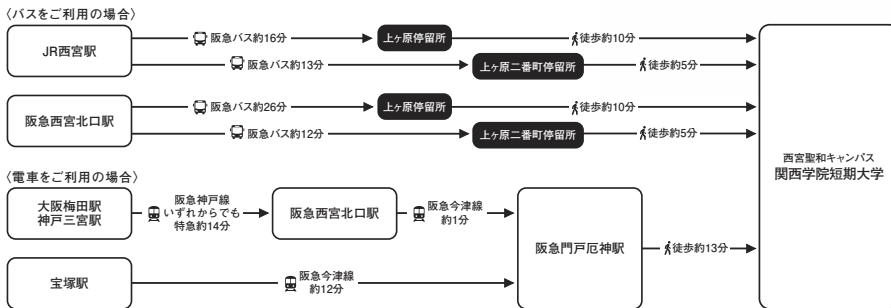 〈バスをご利用の場合〉
JR西宮駅
阪急バス約16分
上ヶ原停留所
徒歩約10分
阪急バス約13分
上ヶ原二番町停留所
徒歩約5分
阪急西宮北口駅
阪急バス約26分
上ヶ原停留所
徒歩約10分
阪急バス約12分
上ヶ原二番町停留所
徒歩約5分
西宮聖和キャンパス
関西学院短期大学
〈電車をご利用の場合〉
大阪梅田駅
神戸三宮駅
阪急神戸線
いずれからでも
特急約14分
阪急西宮北口駅
阪急今津線
約1分
阪急門戸厄神駅
徒歩約13分
宝塚駅
阪急今津線
約12分